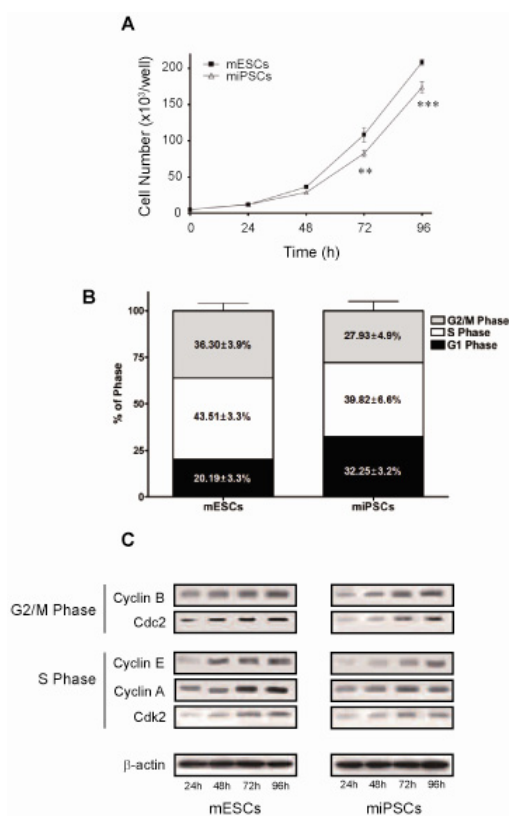 A
mESCs
miPSCs
Cell Number (x10³/well)
200
150
100
50
0
**
***
0 24 48 72 96
Time (h)
B
% of Phase
100
75
50
25
0
36.30±3.9%
43.51±3.3%
20.19±3.3%
27.93±4.9%
39.82±6.6%
32.25±3.2%
G2/M Phase
S Phase
G1 Phase
mESCs miPSCs
C
G2/M Phase
Cyclin B
Cdc2
S Phase
Cyclin E
Cyclin A
Cdk2
β-actin
24h 48h 72h 96h 24h 48h 72h 96h
mESCs miPSCs